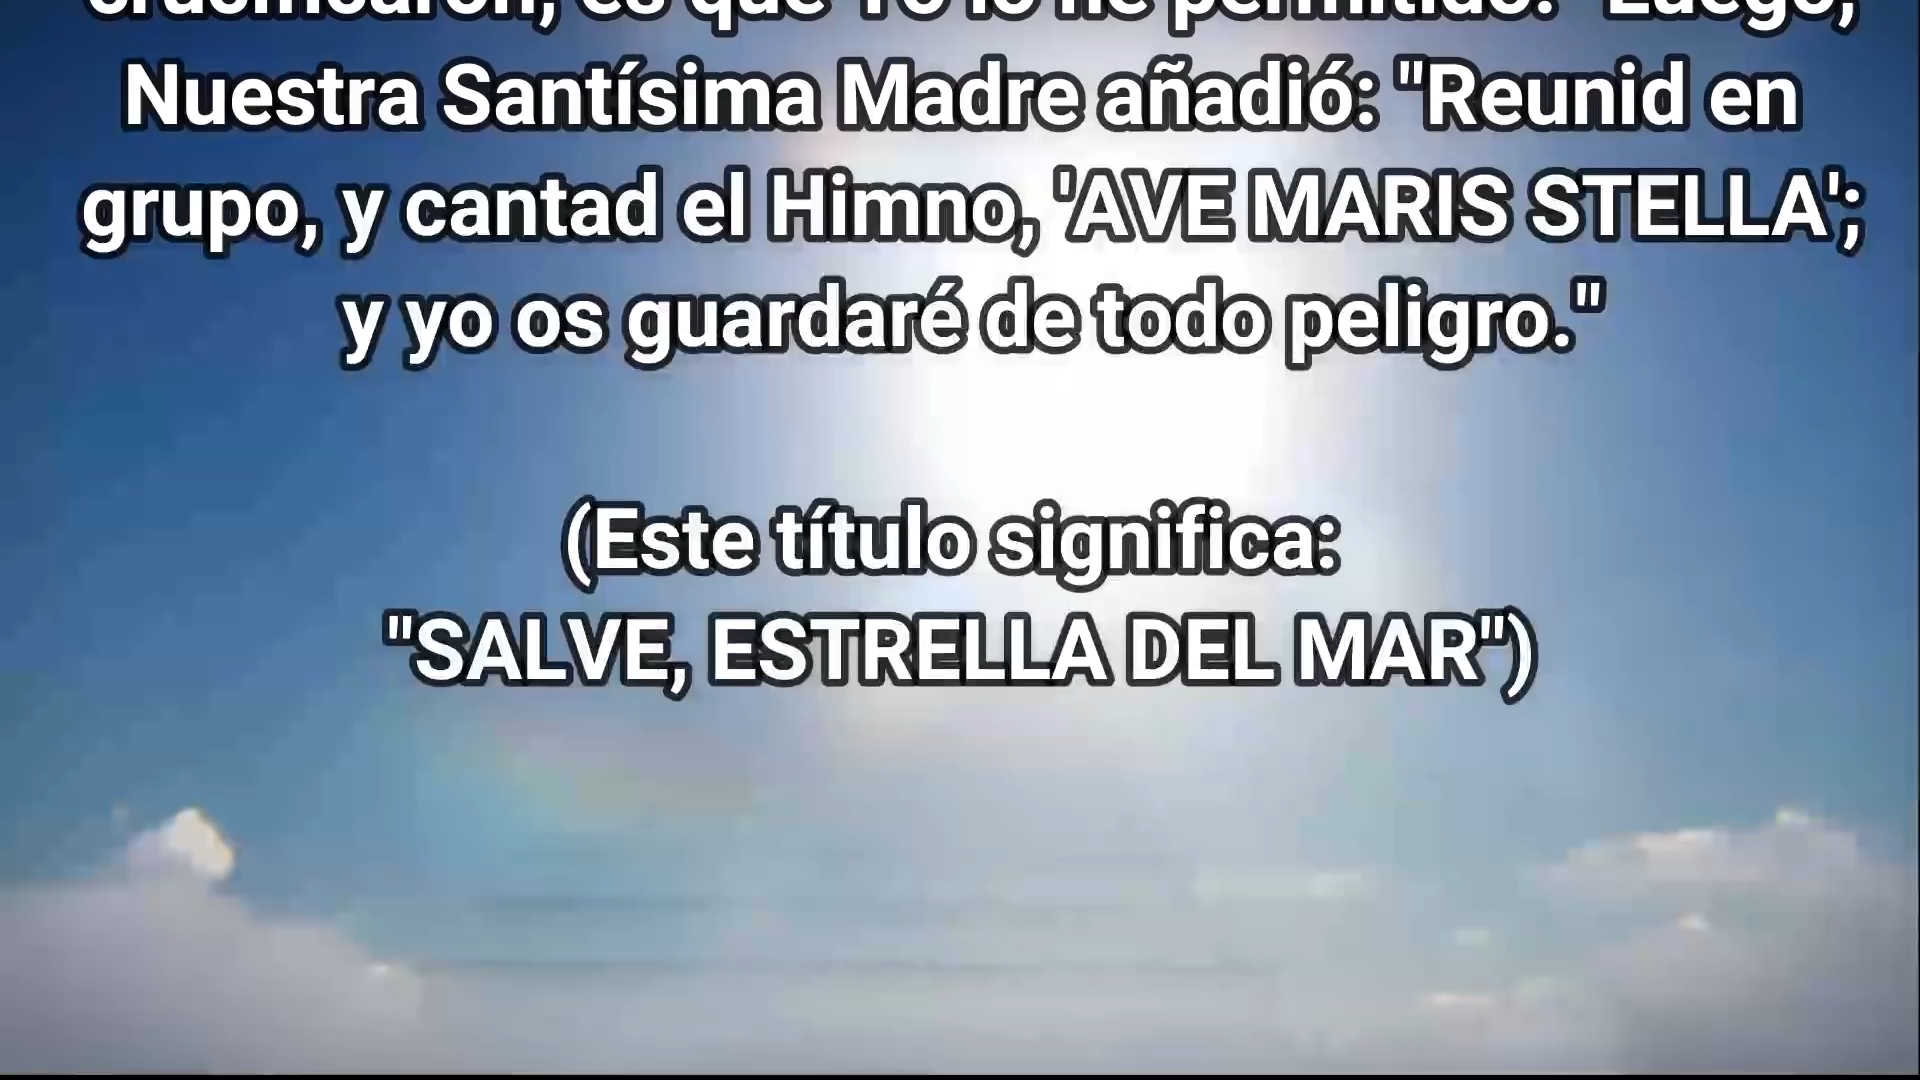 crucificaron, es que Yo lo he permitido." Luego,
Nuestra Santísima Madre añadió: "Reunid en
grupo, y cantad el Himno, 'AVE MARIS STELLA';
y yo os guardaré de todo peligro."
(Este título significa:
"SALVE, ESTRELLA DEL MAR")